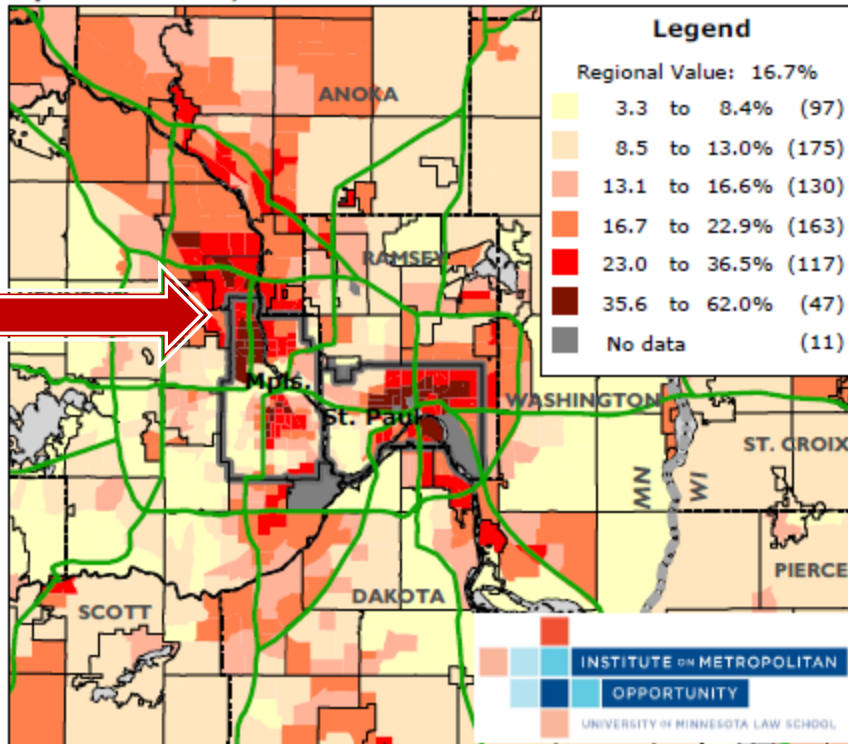 Legend
Regional Value: 16.7%
3.3 to 8.4% (97)
8.5 to 13.0% (175)
13.1 to 16.6% (130)
16.7 to 22.9% (163)
23.0 to 36.5% (117)
35.6 to 62.0% (47)
No data (11)
ANOKA
RAMSEY
Mpls.
St. Paul
WASHINGTON
ST. CROIX
MN
WI
PIERCE
DAKOTA
SCOTT
INSTITUTE ON METROPOLITAN
OPPORTUNITY
UNIVERSITY OF MINNESOTA LAW SCHOOL